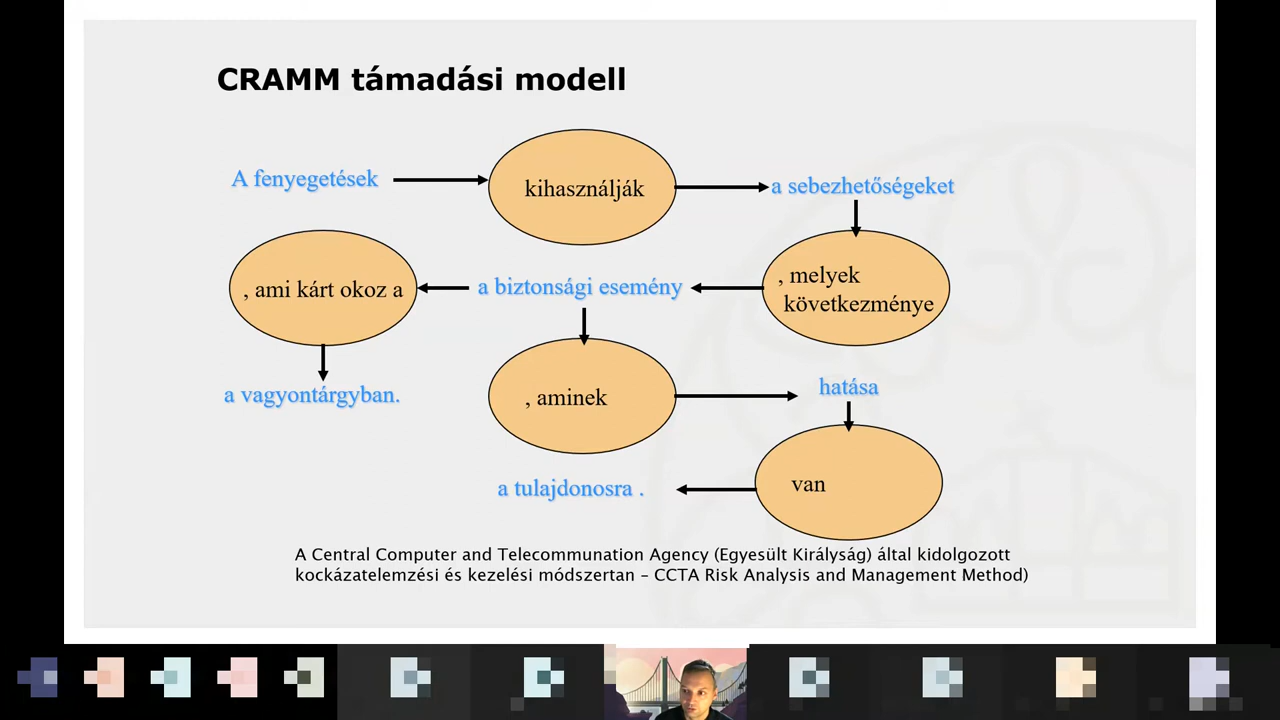 CRAMM támadási modell
A fenyegetések
kihasználják
a sebezhetőségeket
, melyek
következménye
a biztonsági esemény
, ami kárt okoz a
a vagyontárgyban.
, aminek
hatása
van
a tulajdonosra .
A Central Computer and Telecommunation Agency (Egyesült Királyság) által kidolgozott
kockázatelemzési és kezelési módszertan – CCTA Risk Analysis and Management Method)